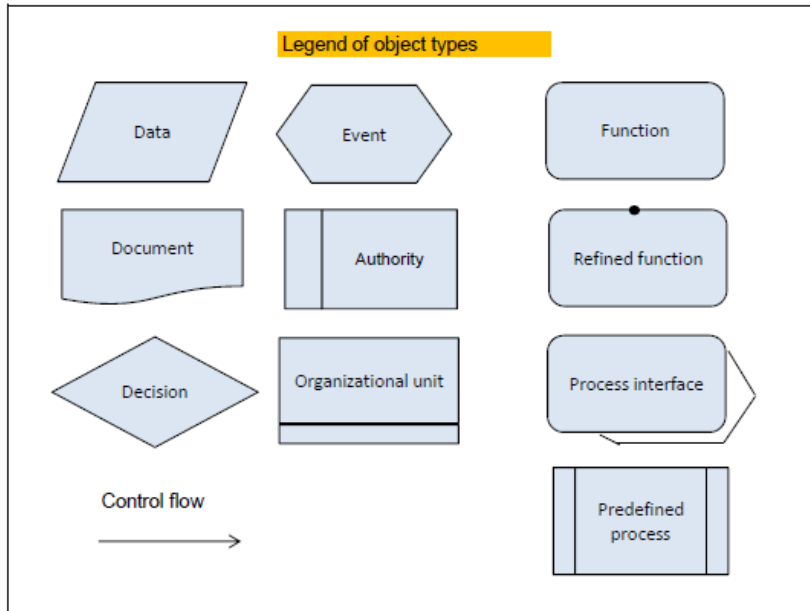 Legend of object types
Data
Event
Function
Document
Authority
Refined function
Decision
Organizational unit
Process interface
Control flow
Predefined
process